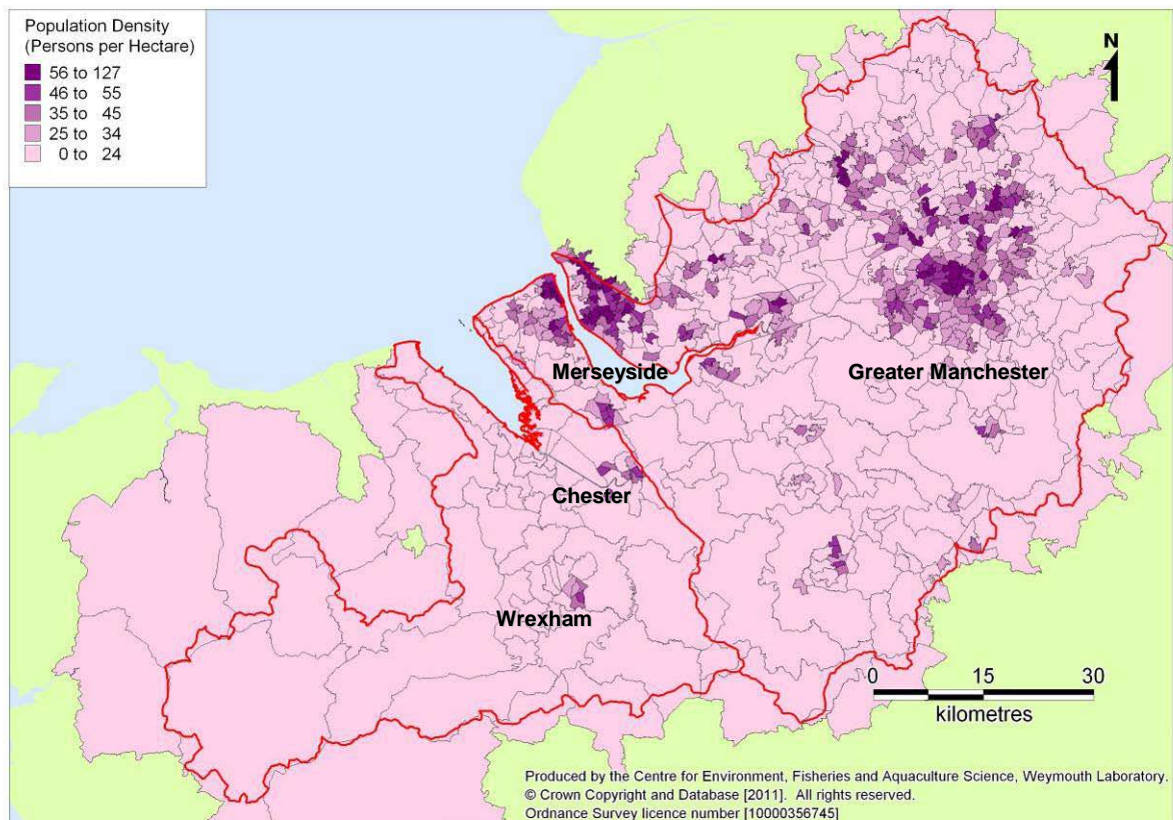 Population Density
(Persons per Hectare)
56 to 127
46 to 55
35 to 45
25 to 34
0 to 24
N
Merseyside
Greater Manchester
Chester
Wrexham
0 15 30
kilometres
Produced by the Centre for Environment, Fisheries and Aquaculture Science, Weymouth Laboratory.
© Crown Copyright and Database [2011]. All rights reserved.
Ordnance Survey licence number [10000356745]